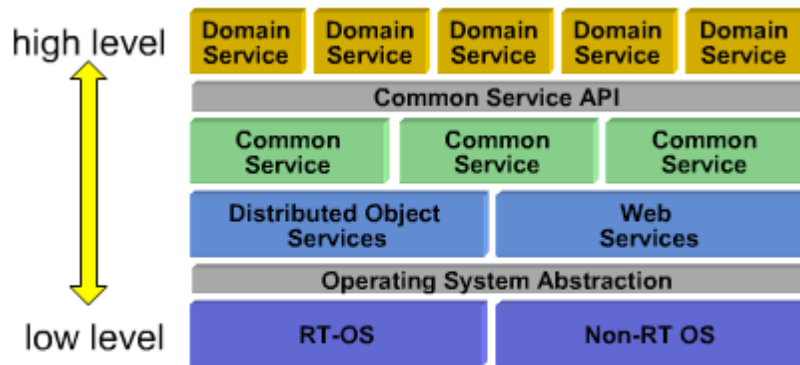 high level
Domain Domain Domain Domain Domain
Service Service Service Service Service
Common Service API
Common Common Common
Service Service Service
Distributed Object Web
Services Services
Operating System Abstraction
low level
RT-OS Non-RT OS